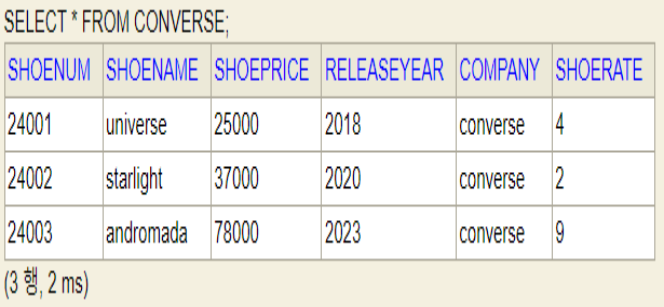 SELECT * FROM CONVERSE;
SHOENUM SHOENAME SHOEPRICE RELEASEYEAR COMPANY SHOERATE
24001 universe 25000 2018 converse 4
24002 starlight 37000 2020 converse 2
24003 andromada 78000 2023 converse 9
(3 행, 2 ms)